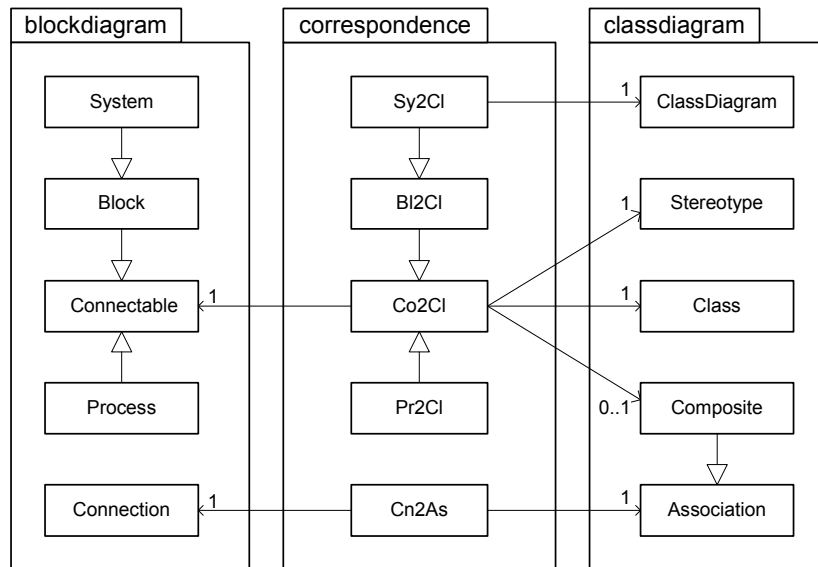 blockdiagram
correspondence
classdiagram
System
Sy2Cl
1
ClassDiagram
Block
Bl2Cl
1
Stereotype
Connectable
1
Co2Cl
1
Class
Process
Pr2Cl
0..1
Composite
Connection
1
Cn2As
1
Association